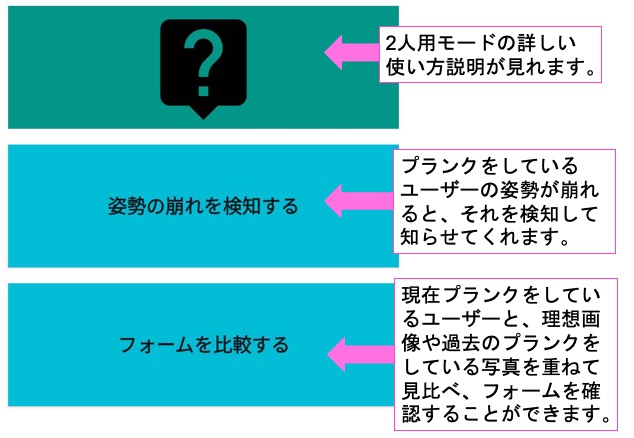 ?
2人用モードの詳しい
使い方説明が見れます。
姿勢の崩れを検知する
プランクをしている
ユーザーの姿勢が崩れ
ると、それを検知して
知らせてくれます。
フォームを比較する
現在プランクをしてい
るユーザーと、理想画
像や過去のプランクを
している写真を重ねて
見比べ、フォームを確
認することができます。